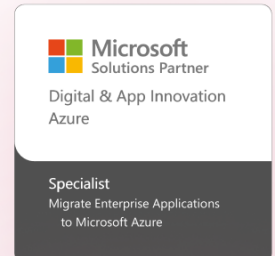 Microsoft
Solutions Partner
Digital & App Innovation
Azure
Specialist
Migrate Enterprise Applications
to Microsoft Azure